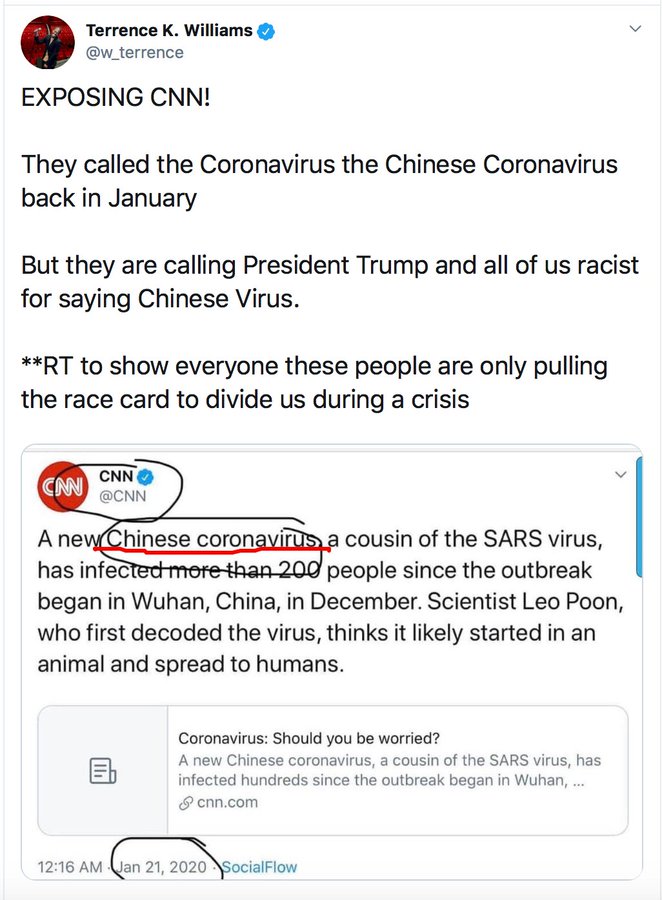 Terrence K. Williams
@w_terrence
EXPOSING CNN!
They called the Coronavirus the Chinese Coronavirus
back in January
But they are calling President Trump and all of us racist
for saying Chinese Virus.
**RT to show everyone these people are only pulling
the race card to divide us during a crisis
CNN
CNN
@CNN
A new Chinese coronavirus, a cousin of the SARS virus,
has infected more than 200 people since the outbreak
began in Wuhan, China, in December. Scientist Leo Poon,
who first decoded the virus, thinks it likely started in an
animal and spread to humans.
Coronavirus: Should you be worried?
A new Chinese coronavirus, a cousin of the SARS virus, has
infected hundreds since the outbreak began in Wuhan, ...
cnn.com
12:16 AM · Jan 21, 2020 · SocialFlow